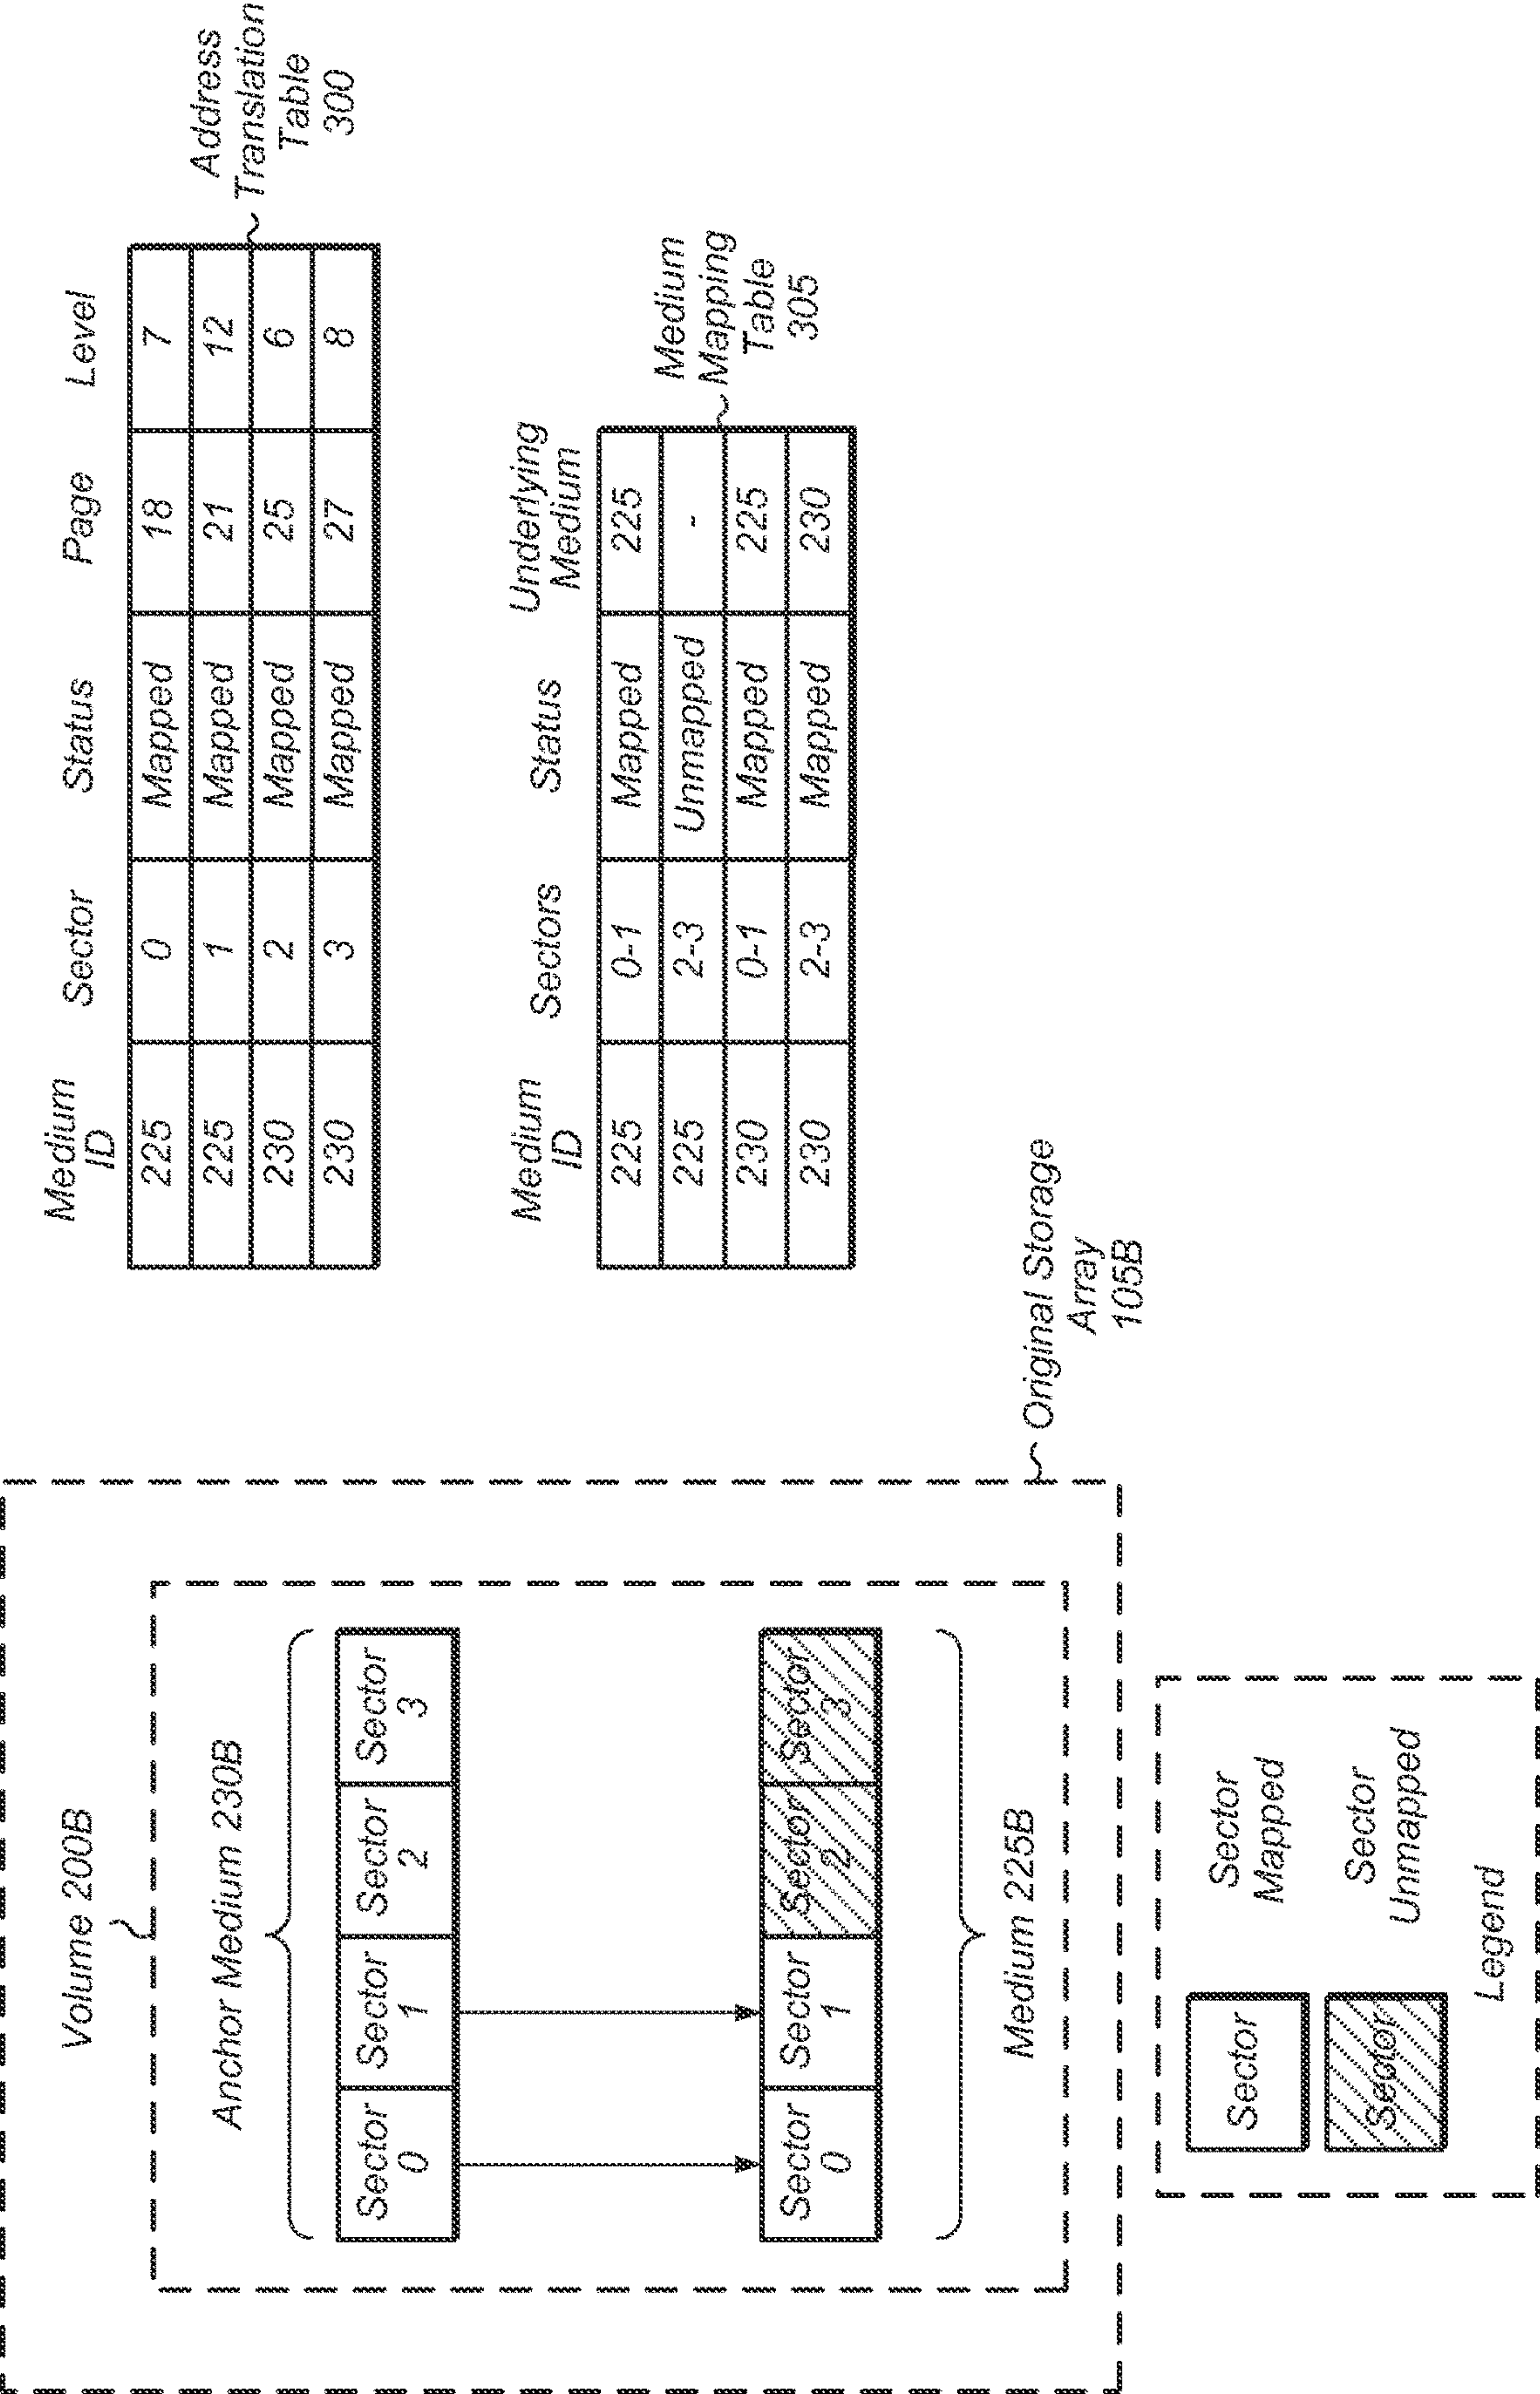 Volume 200B
Anchor Medium 230B
Sector 0 Sector 1 Sector 2 Sector 3
Sector 0 Sector 1 Sector 2 Sector 3
Medium 225B
Original Storage
Array
105B
Sector
Sector
Mapped
Sector
Sector
Unmapped
Legend
Medium ID Sector Status Page Level
225 0 Mapped 18 7
225 1 Mapped 21 12
230 2 Mapped 25 6
230 3 Mapped 27 8
Address
Translation
Table
300
Medium ID Sectors Status Underlying Medium
225 0-1 Mapped 225
225 2-3 Unmapped -
230 0-1 Mapped 225
230 2-3 Mapped 230
Medium
Mapping
Table
305